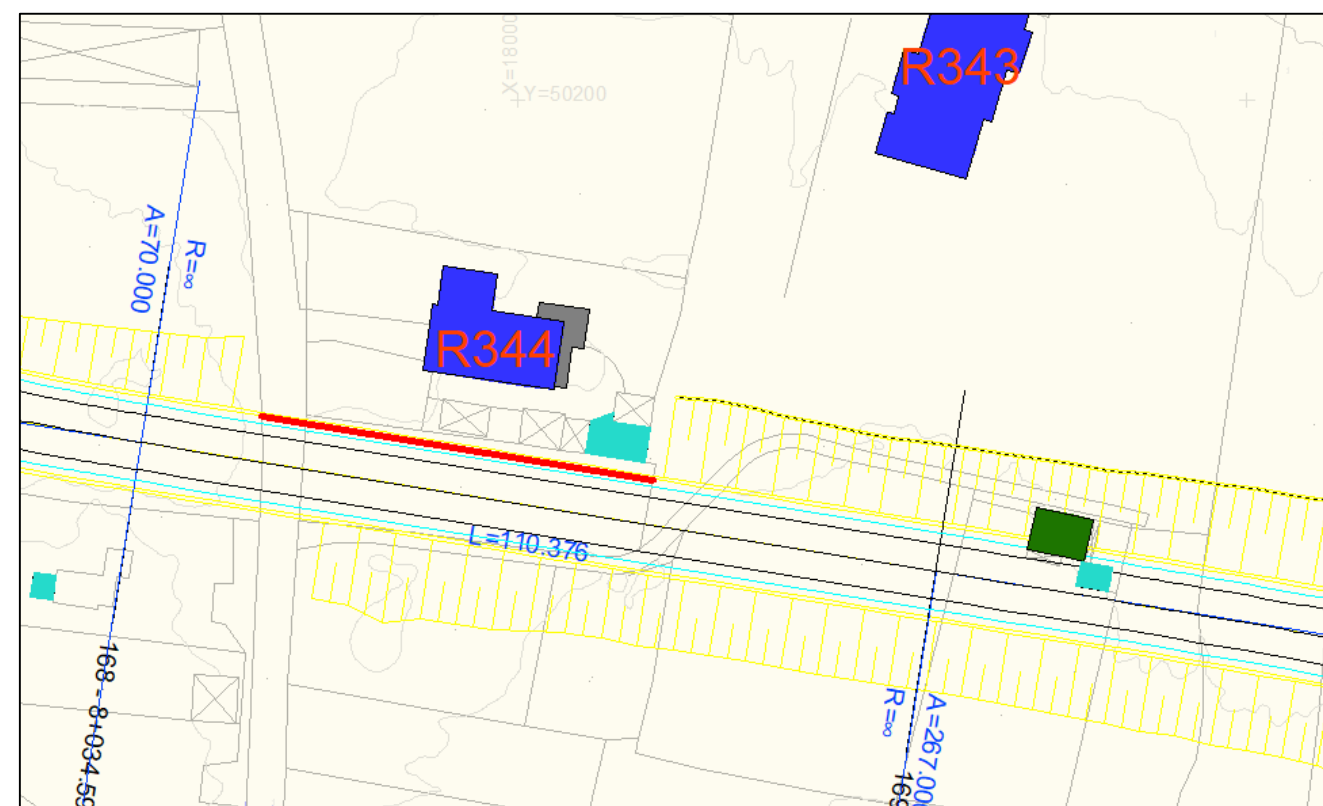 X=18000
Y=50200
R343
A=70.000
R=∞
R344
L=110.376
R=∞
A=267.000
168 - 8+034.59
169